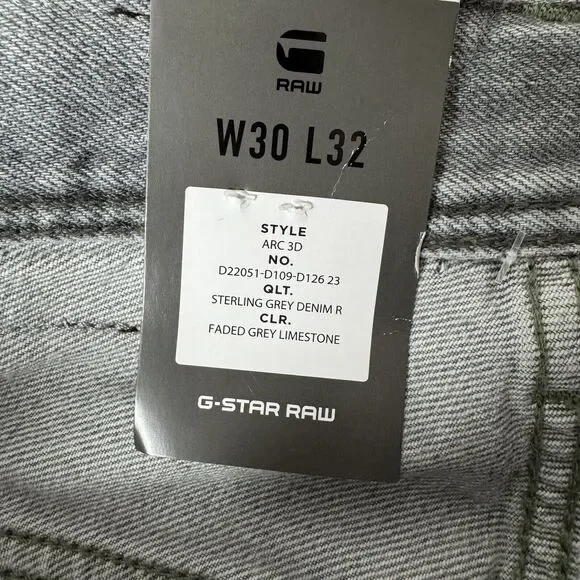 G
RAW
W30 L32
STYLE
ARC 3D
NO.
D22051-D109-D126 23
QLT.
STERLING GREY DENIM R
CLR.
FADED GREY LIMESTONE
G-STAR RAW